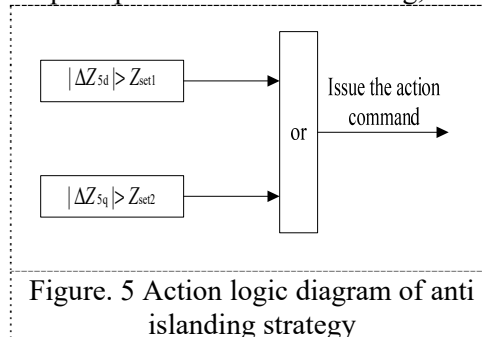 |ΔZ5d|> Zset1
Issue the action
command
or
|ΔZ5q|> Zset2
Figure. 5 Action logic diagram of anti
islanding strategy